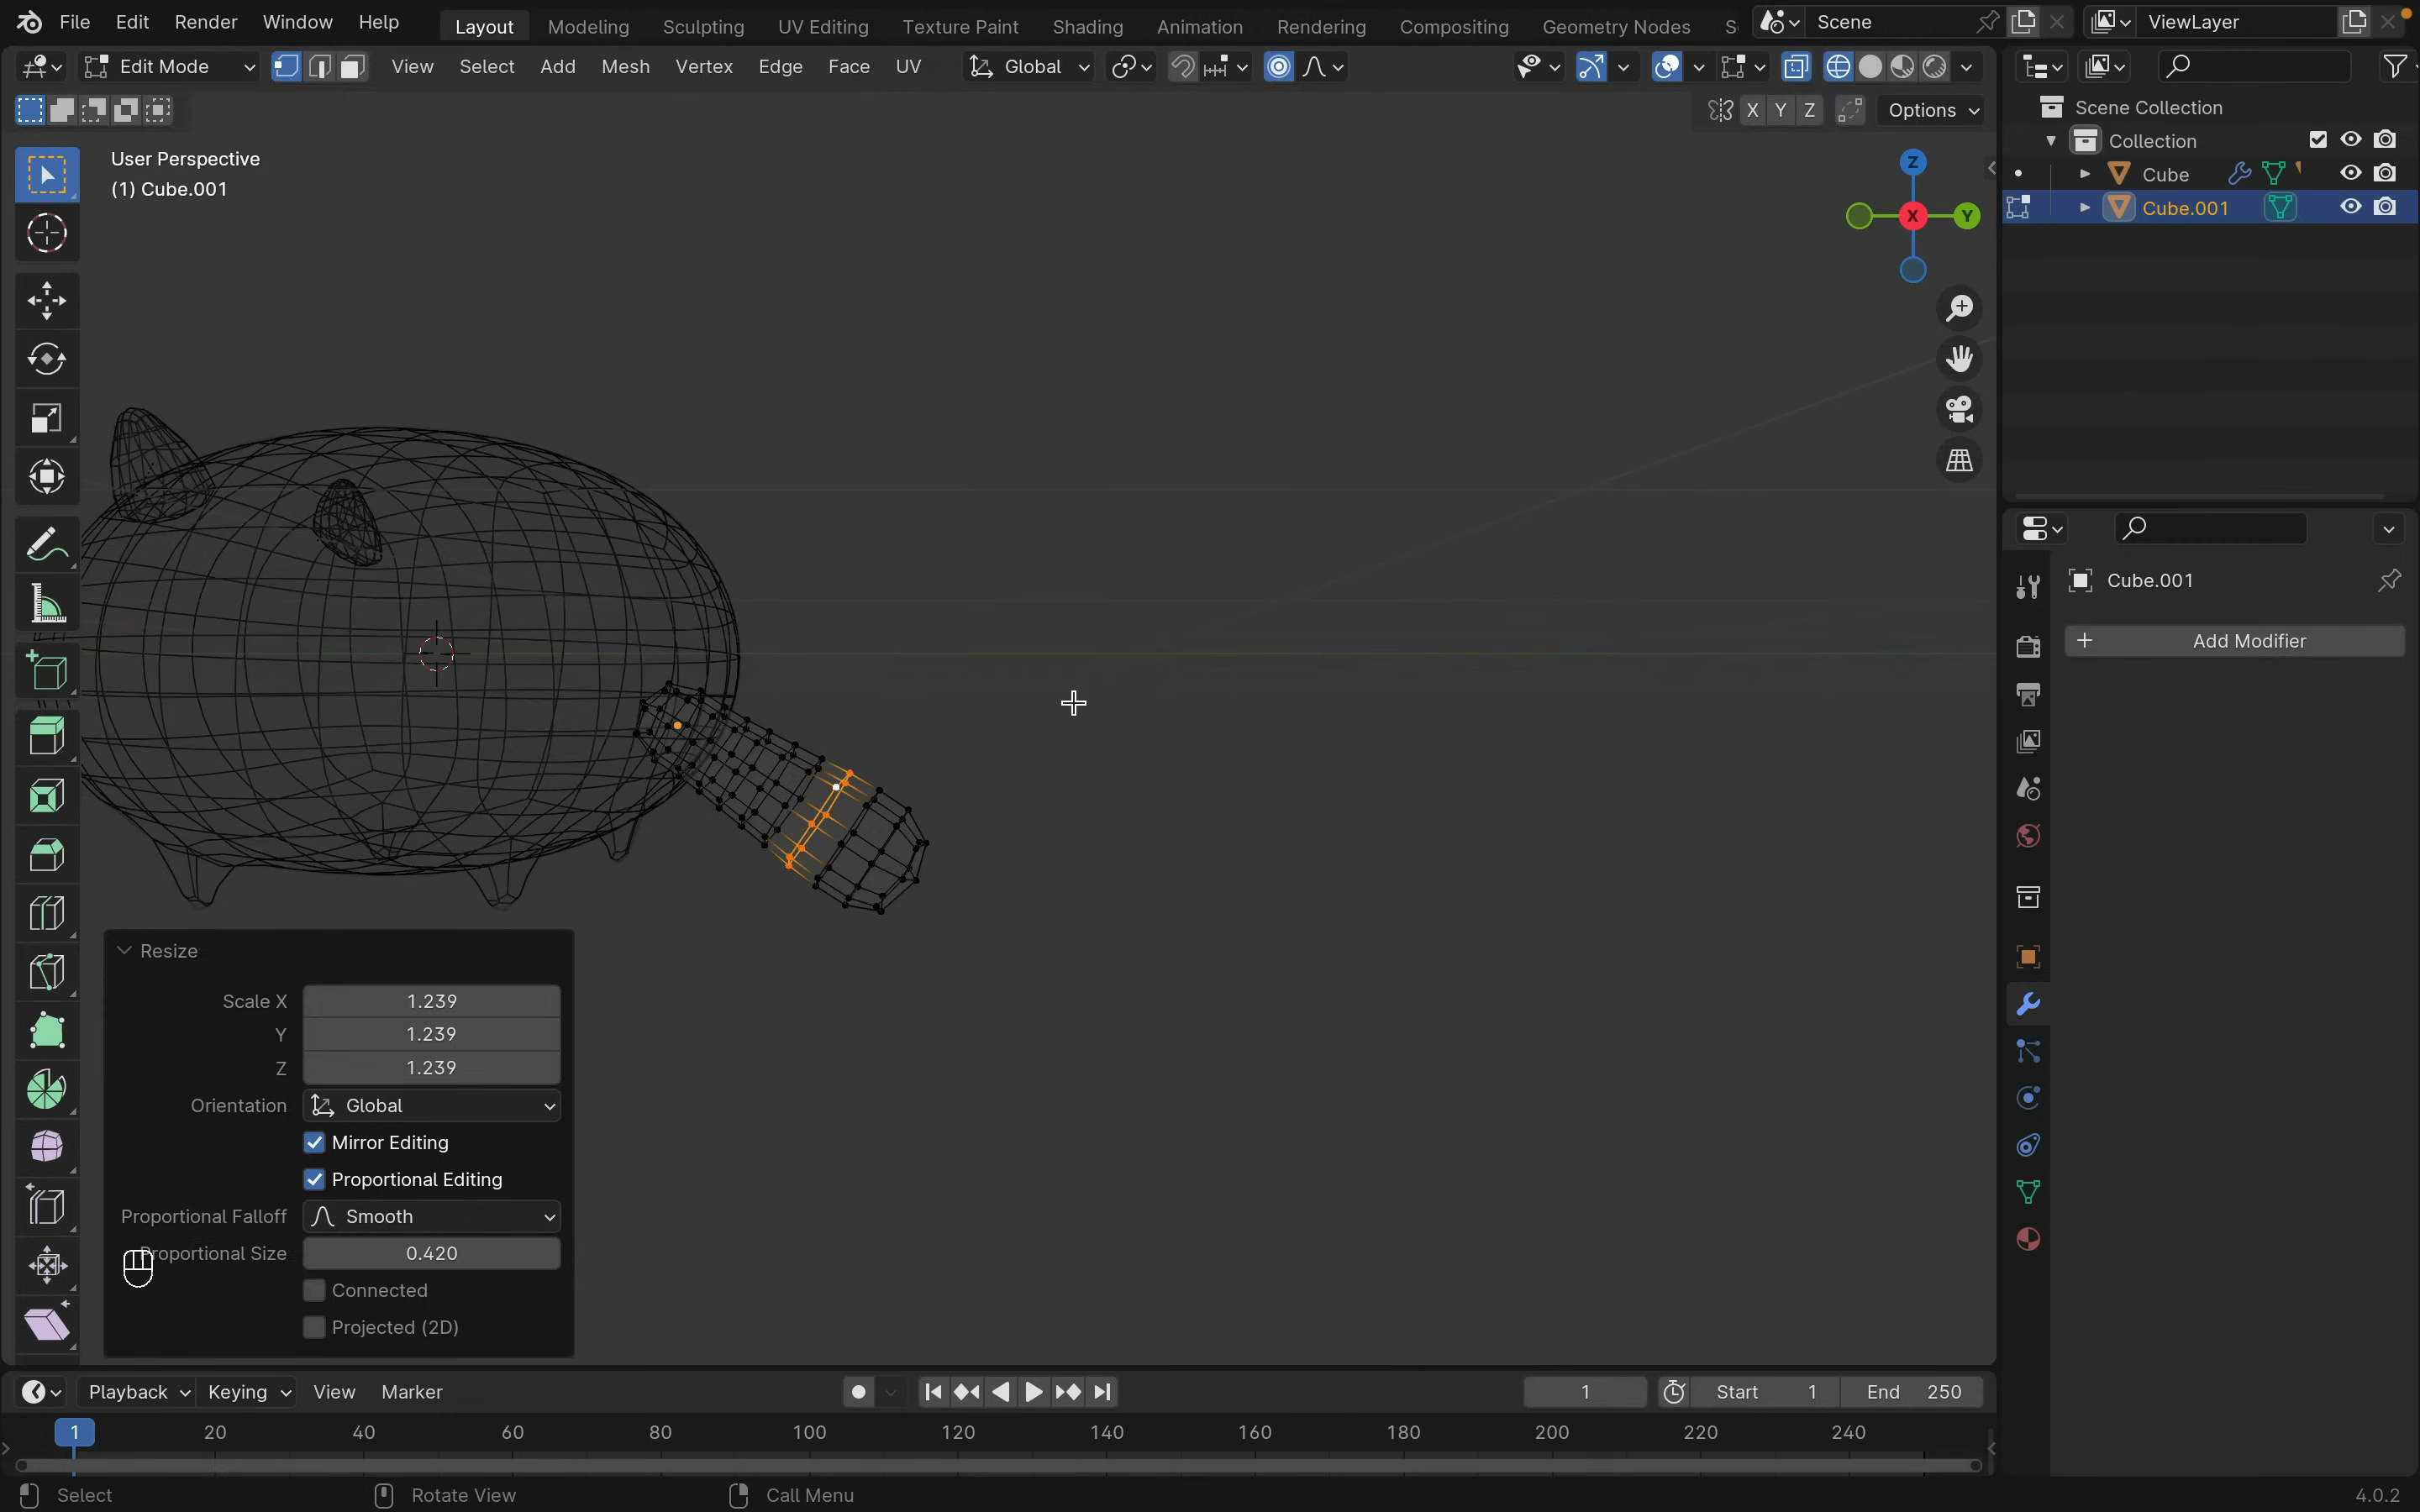 File Edit Render Window Help Layout Modeling Sculpting UV Editing Texture Paint Shading Animation Rendering Compositing Geometry Nodes S Scene ViewLayer
Edit Mode View Select Add Mesh Vertex Edge Face UV Global
X Y Z Options
User Perspective
(1) Cube.001
Z
X Y
Scene Collection
Collection
Cube
Cube.001
Cube.001
+ Add Modifier
Resize
Scale X 1.239
Y 1.239
Z 1.239
Orientation Global
Mirror Editing
Proportional Editing
Proportional Falloff Smooth
Proportional Size 0.420
Connected
Projected (2D)
Playback Keying View Marker 1 Start 1 End 250
1 20 40 60 80 100 120 140 160 180 200 220 240
Select Rotate View Call Menu 4.0.2